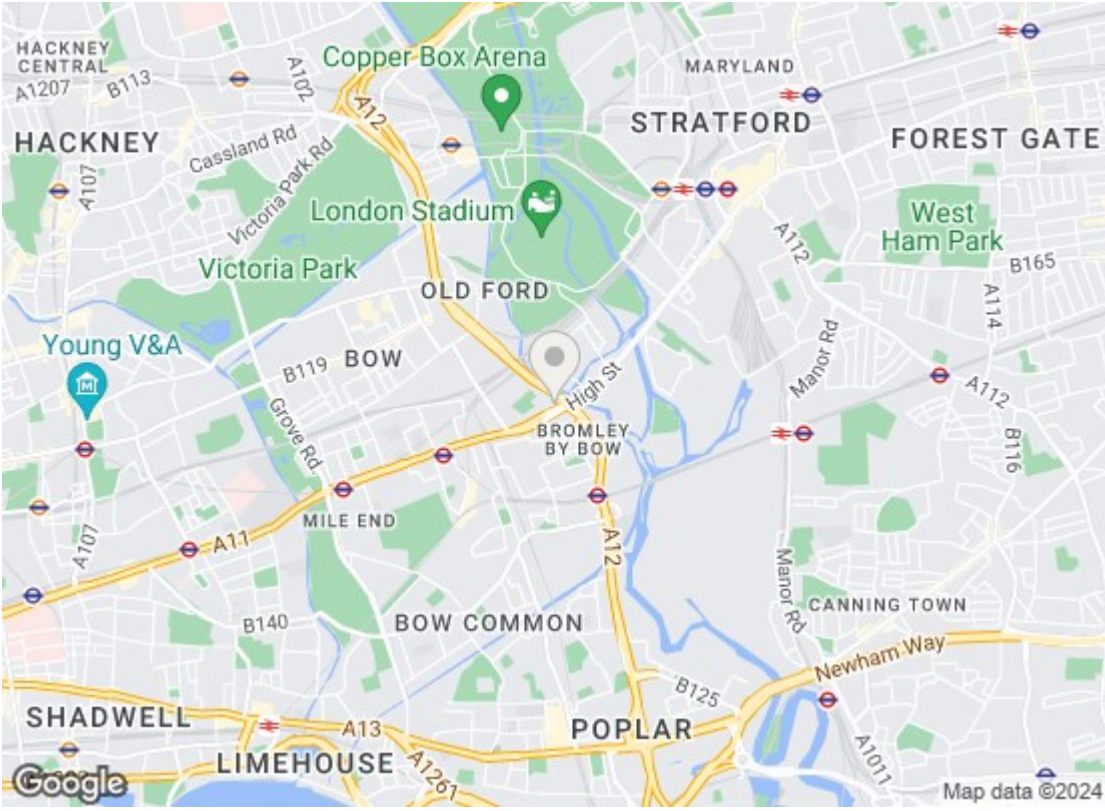 HACKNEY
CENTRAL
A1207
B113
A102
A12
Copper Box Arena
MARYLAND
STRATFORD
FOREST GATE
HACKNEY
Cassland Rd
A107
Victoria Park Rd
London Stadium
West
Ham Park
A112
B165
Victoria Park
OLD FORD
A114
Young V&A
B119
BOW
Manor Rd
High St
A112
Grove Rd
BROMLEY
BY BOW
B116
MILE END
A11
A107
A12
Manor Rd
B140
BOW COMMON
CANNING TOWN
Newham Way
B125
SHADWELL
A13
POPLAR
LIMEHOUSE
A1261
A1011
Google
Map data ©2024